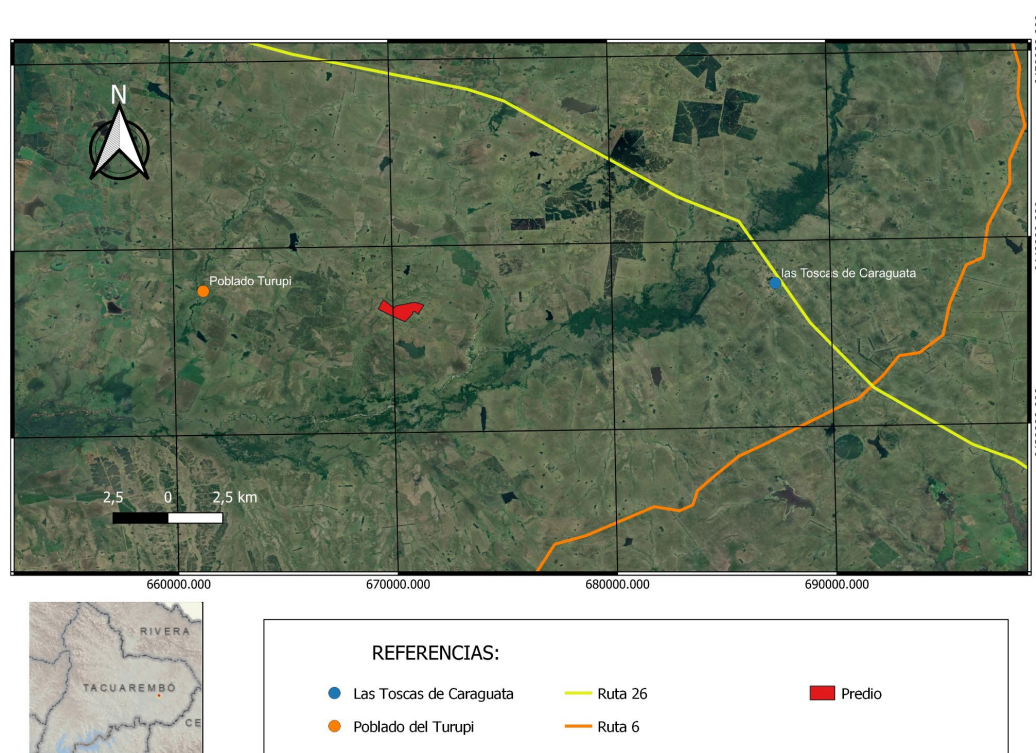 N
Poblado Turupi
las Toscas de Caraguata
2,5 0 2,5 km
660000.000 670000.000 680000.000 690000.000
RIVERA
TACUAREMBÓ
CE
REFERENCIAS:
Las Toscas de Caraguata Ruta 26 Predio
Poblado del Turupi Ruta 6